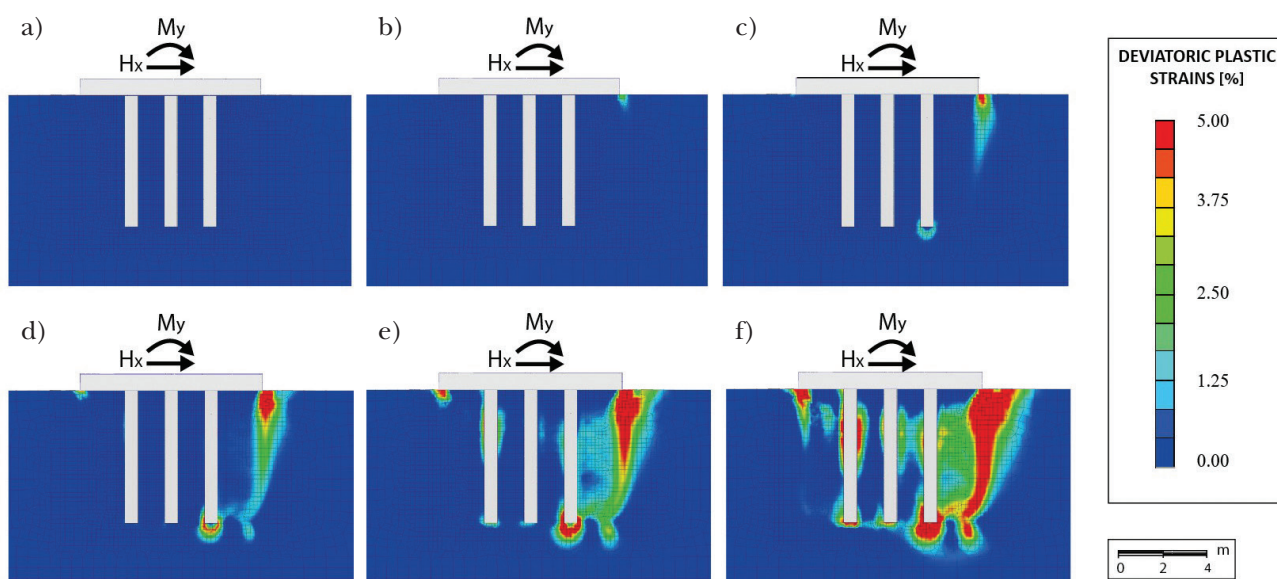 a)
My
Hx
b)
My
Hx
c)
My
Hx
DEVIATORIC PLASTIC
STRAINS [%]
5.00
3.75
2.50
1.25
0.00
d)
My
Hx
e)
My
Hx
f)
My
Hx
m
0 2 4